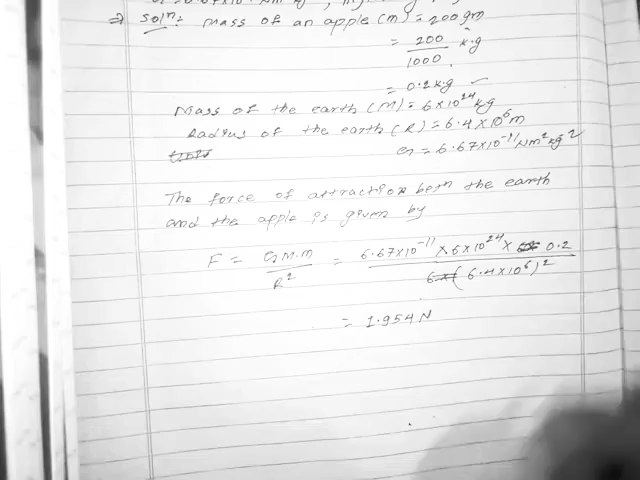 ⇒ Soln: Mass of an apple (m) = 200 gm
= 200/1000 kg
= 0.2 kg
Mass of the earth (M) = 6 × 10^24 kg
Radius of the earth (R) = 6.4 × 10^6 m
G = 6.67 × 10^-11 Nm^2 kg^2
The force of attraction betn the earth
and the apple is given by
F = GM.m/R^2 = 6.67×10^-11 × 6×10^24 × 0.2/(6.4×10^6)^2
= 1.954 N